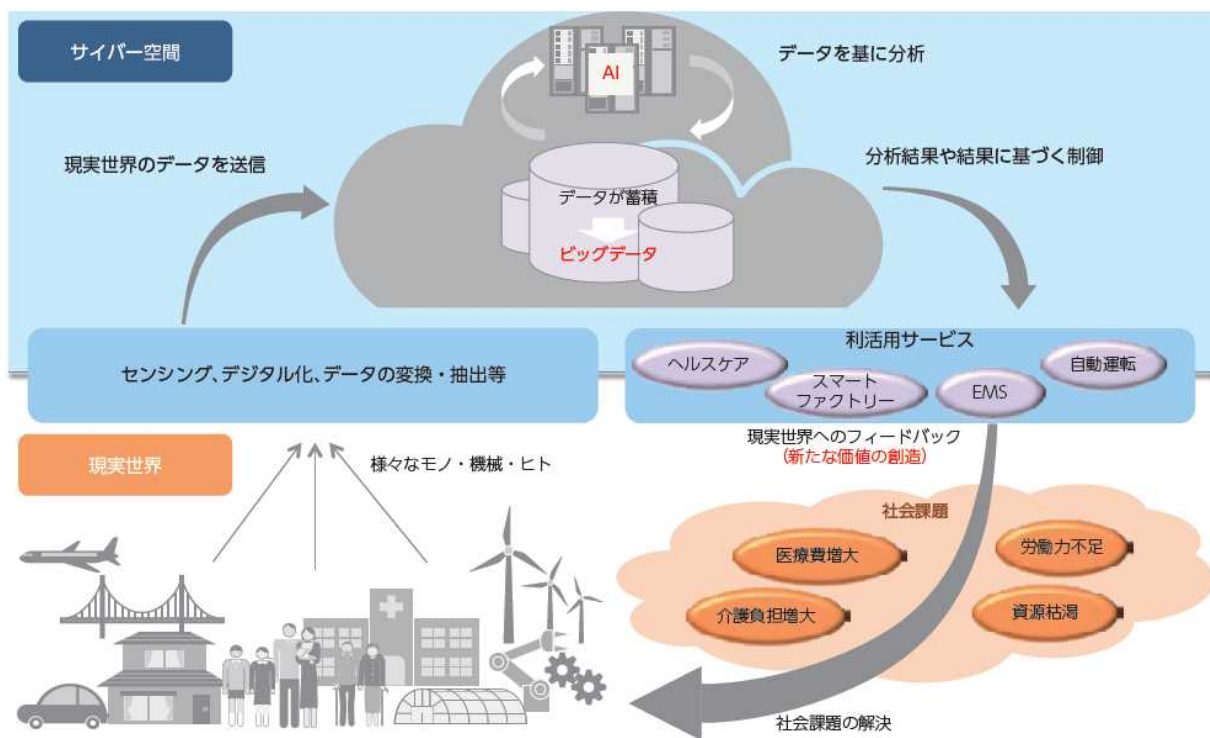 サイバー空間
AI
データを基に分析
現実世界のデータを送信
分析結果や結果に基づく制御
データが蓄積
ビッグデータ
センシング、デジタル化、データの変換・抽出等
利活用サービス
ヘルスケア
スマート
ファクトリー
EMS
自動運転
現実世界へのフィードバック
(新たな価値の創造)
現実世界
様々なモノ・機械・ヒト
社会課題
医療費増大
労働力不足
介護負担増大
資源枯渇
社会課題の解決